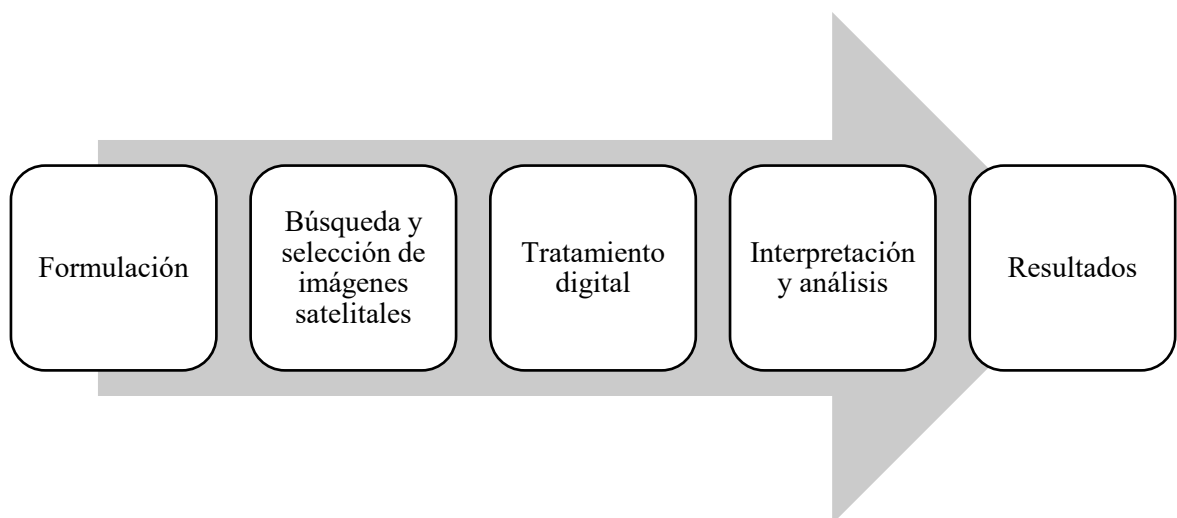 Formulación
Búsqueda y
selección de
imágenes
satelitales
Tratamiento
digital
Interpretación
y análisis
Resultados